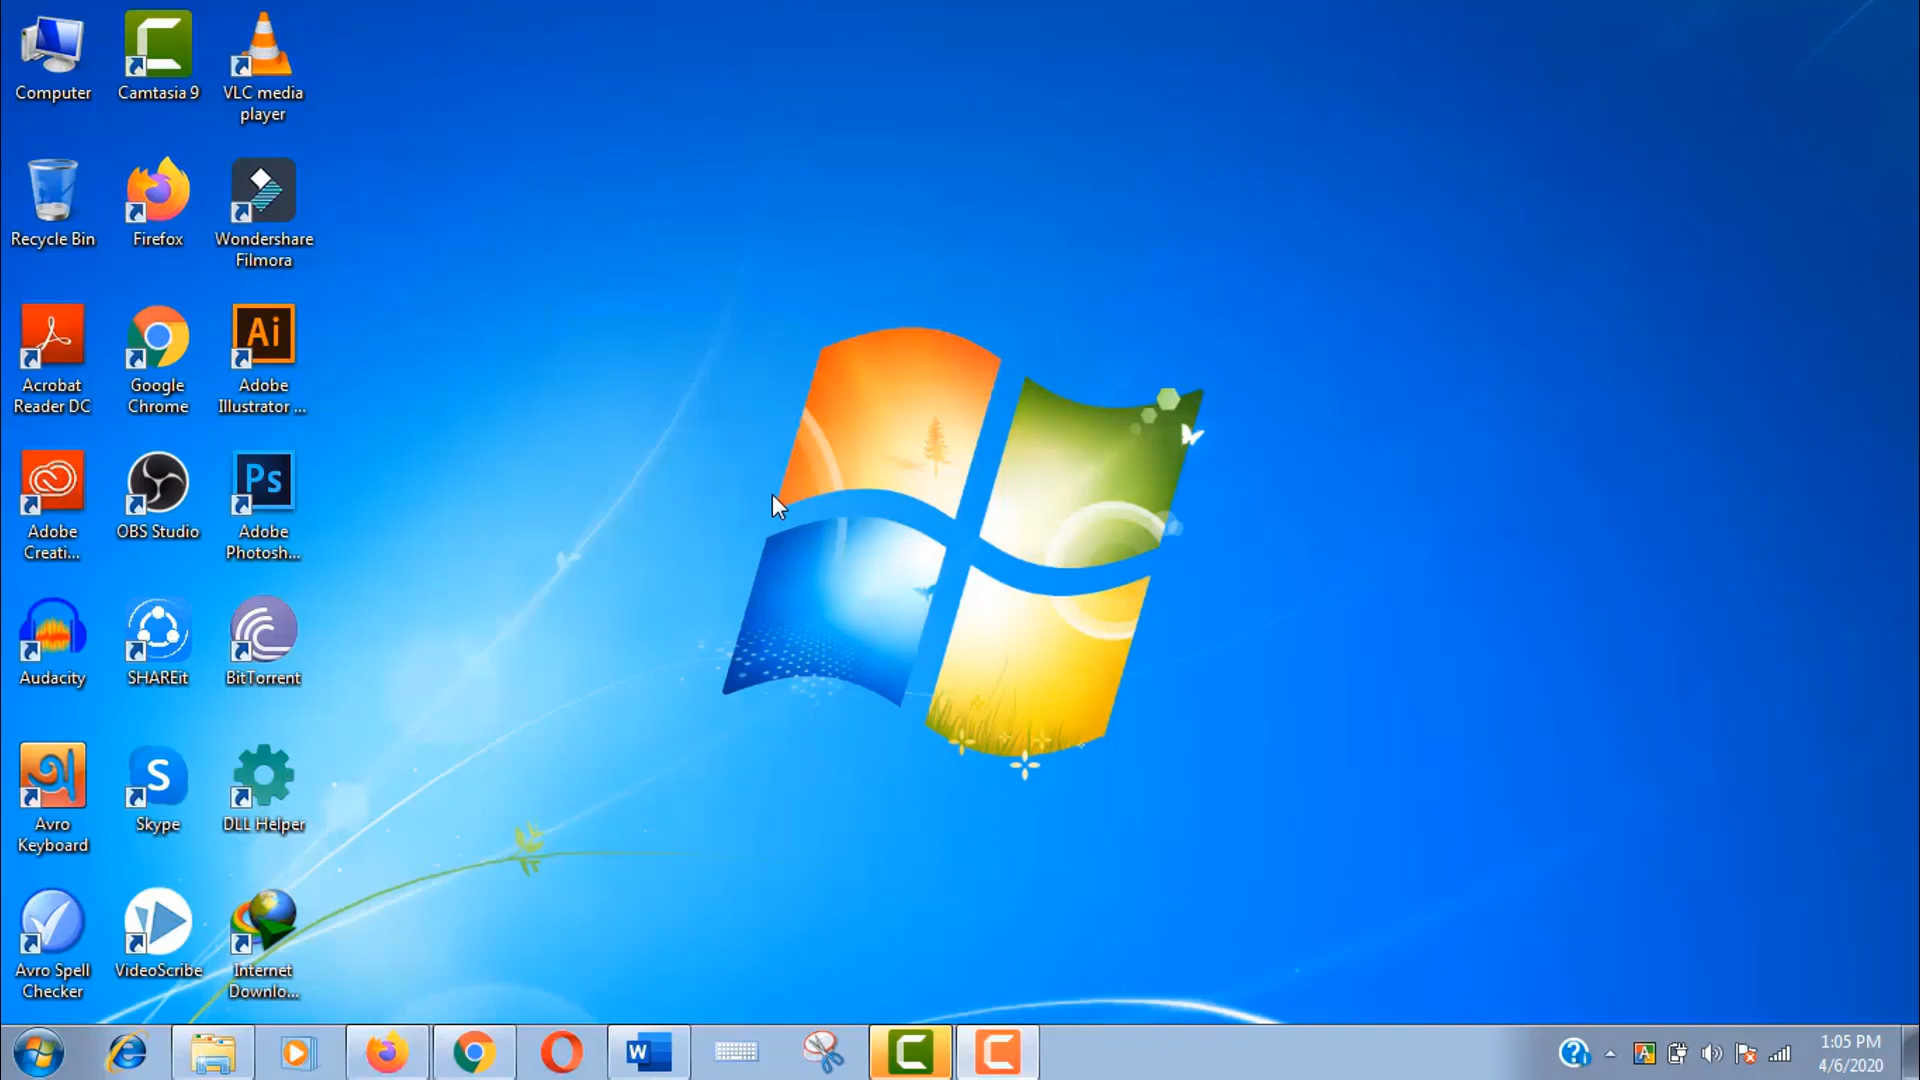 Computer
Camtasia 9
VLC media
player
Recycle Bin
Firefox
Wondershare
Filmora
Acrobat
Reader DC
Google
Chrome
Ai
Adobe
Illustrator ...
Adobe
Creati...
OBS Studio
Ps
Adobe
Photosh...
Audacity
SHAREit
BitTorrent
অ
Avro
Keyboard
S
Skype
DLL Helper
Avro Spell
Checker
VideoScribe
Internet
Downlo...
W
A
1:05 PM
4/6/2020